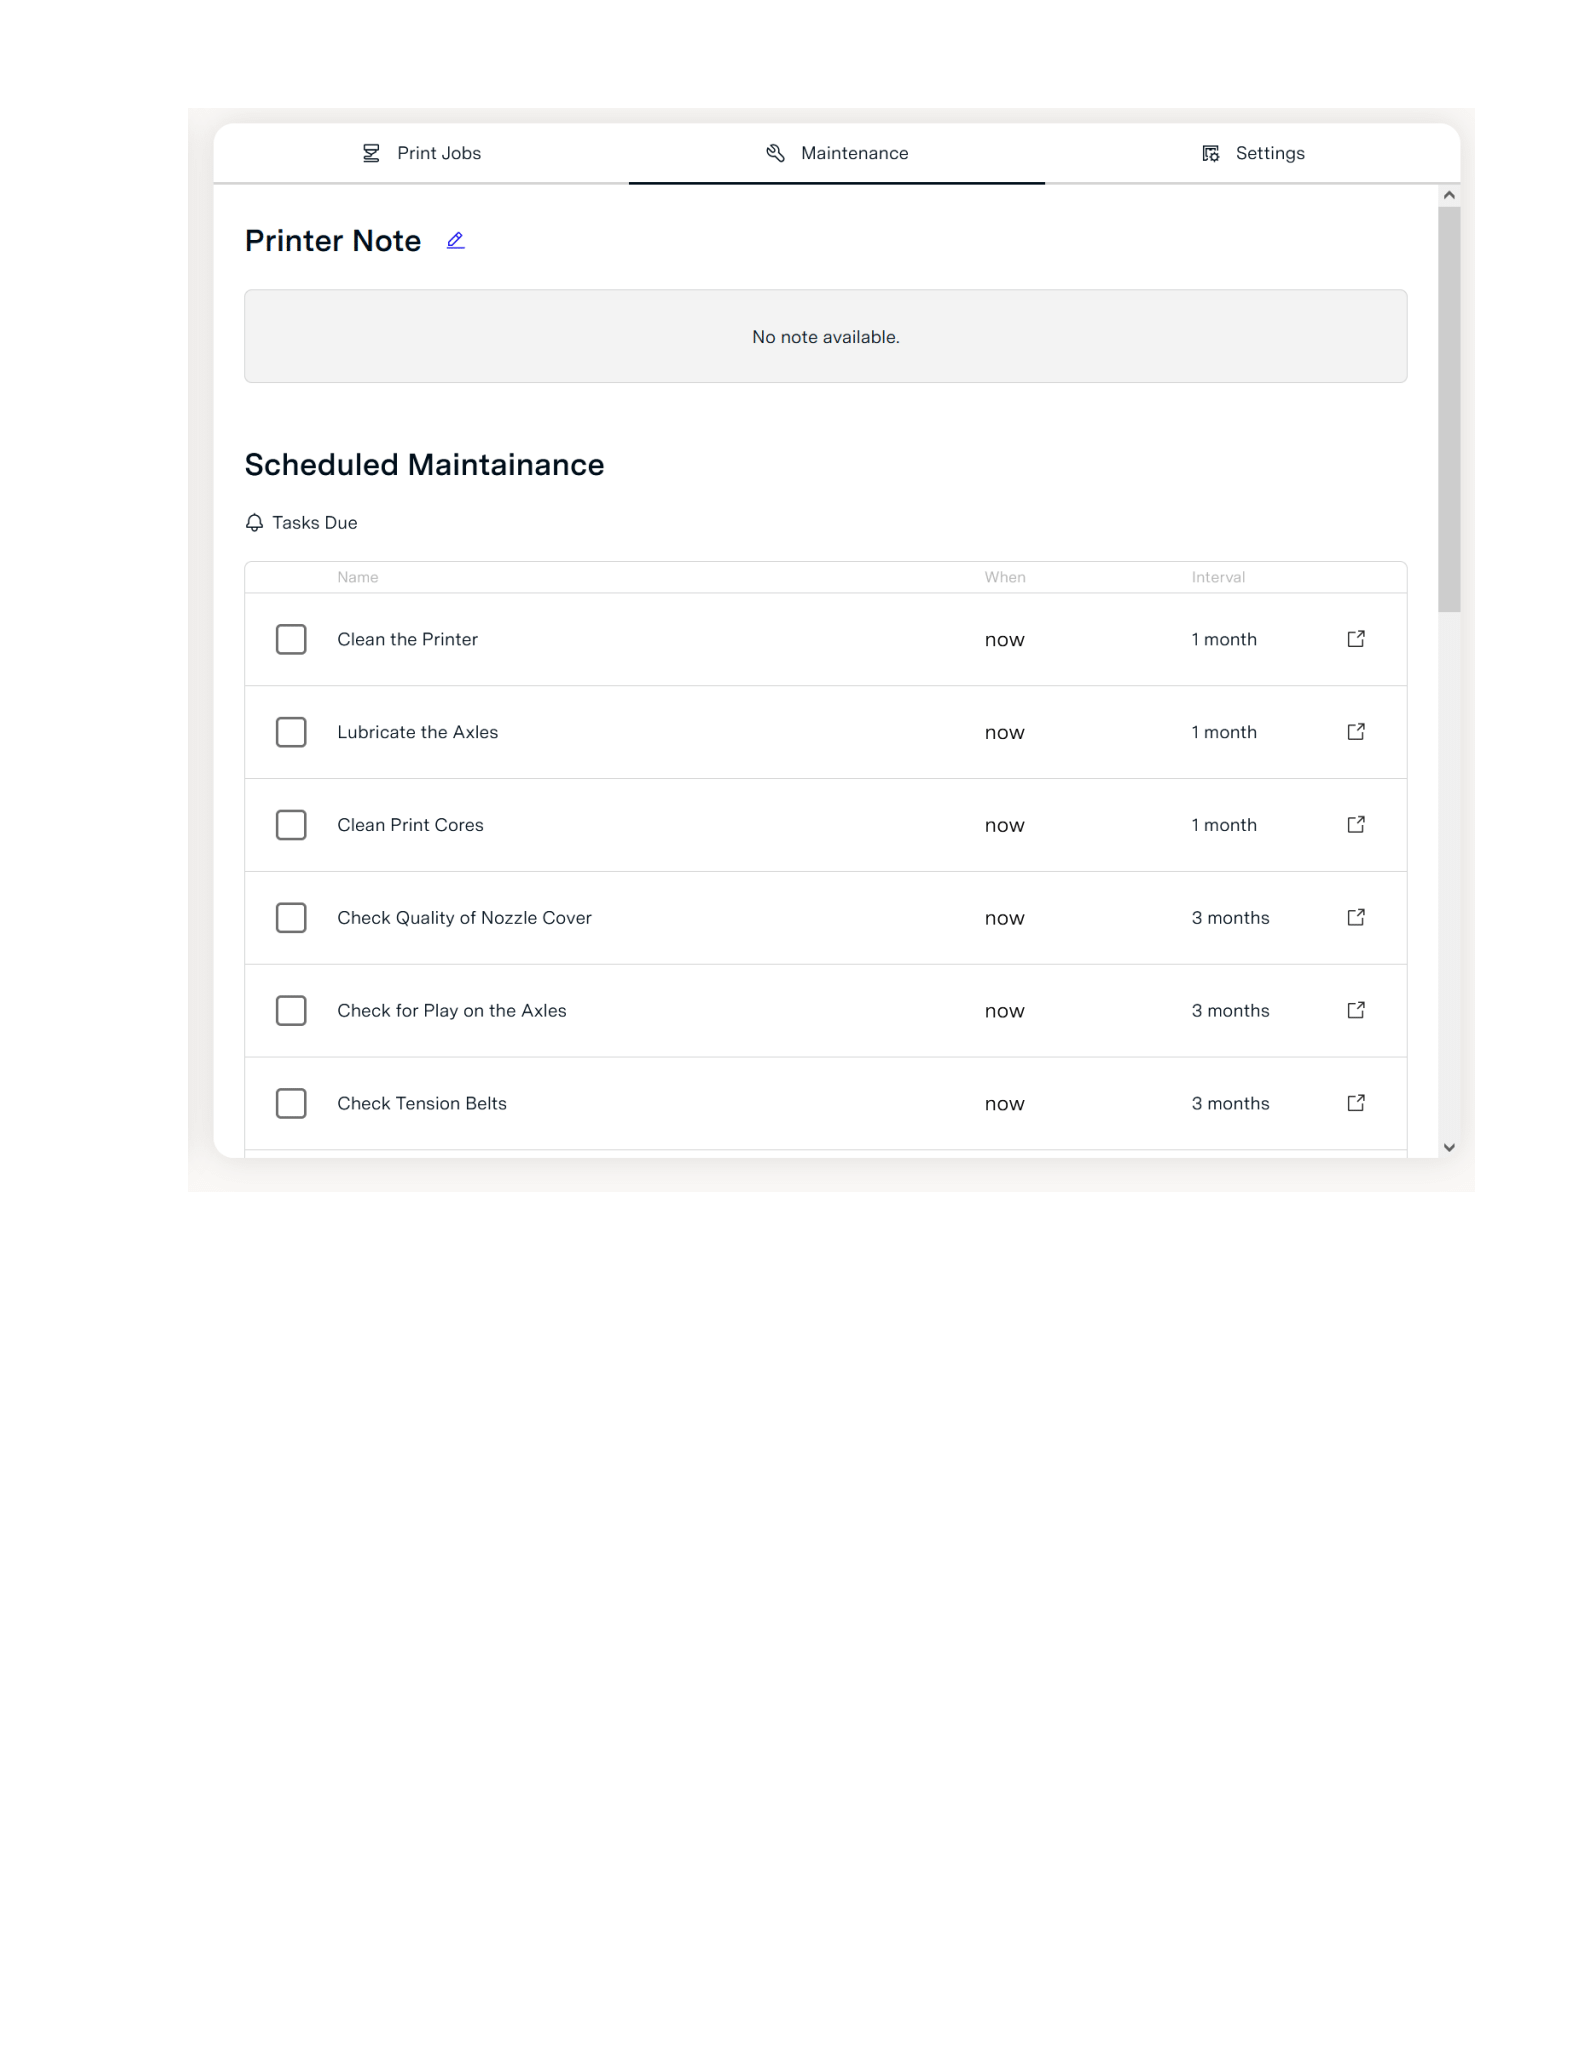 Print Jobs Maintenance Settings
Printer Note
No note available.
Scheduled Maintainance
Tasks Due
Name When Interval
Clean the Printer now 1 month
Lubricate the Axles now 1 month
Clean Print Cores now 1 month
Check Quality of Nozzle Cover now 3 months
Check for Play on the Axles now 3 months
Check Tension Belts now 3 months